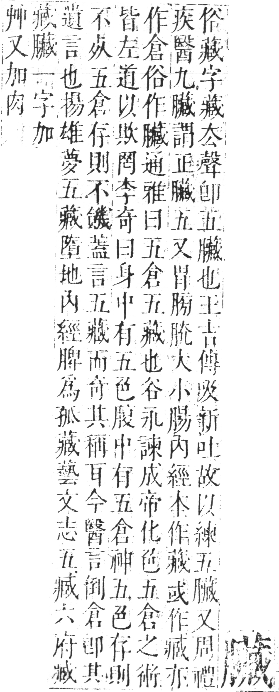 臟
俗藏字藏去聲卽五臟也王吉傳吸新吐故以練五臟又周禮
疾醫九臟謂正臟五又胃膀胱大小腸內經本作藏或作臧亦
作倉俗作臟通雅曰五倉五藏也谷永諫成帝化色五倉之術
皆左道以欺罔李奇曰身中有五色腹中有五倉神五色存則
不死五倉存則不饑蓋言五藏而奇其稱耳今醫言倒倉卽其
遺言也揚雄夢五藏墮地內經脾為孤藏藝文志五臧六府臧
藏臟一字加
艸又加肉